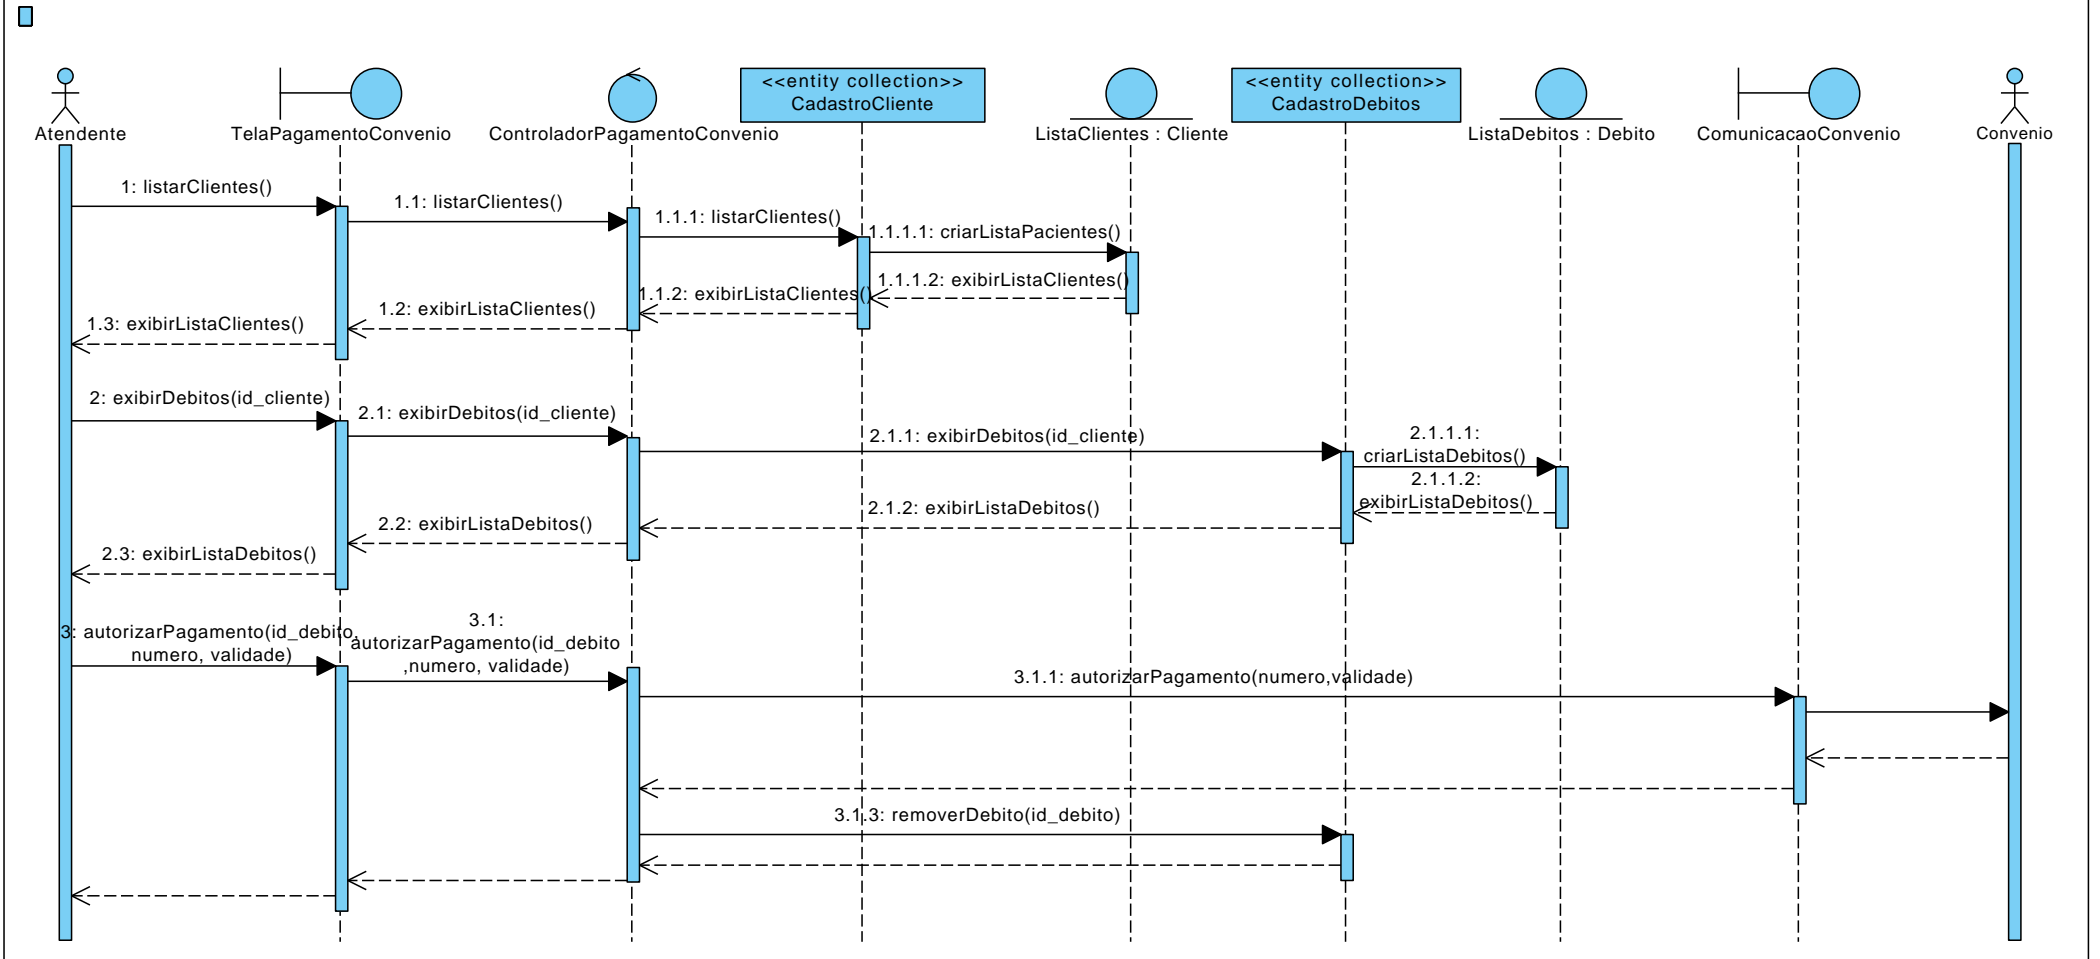 <<entity collection>>
CadastroCliente
<<entity collection>>
CadastroDebitos
Atendente
TelaPagamentoConvenio
ControladorPagamentoConvenio
ListaClientes : Cliente
ListaDebitos : Debito
ComunicacaoConvenio
Convenio
1: listarClientes()
1.1: listarClientes()
1.1.1: listarClientes()
1.1.1.1: criarListaPacientes()
1.1.1.2: exibirListaClientes()
1.1.2: exibirListaClientes()
1.2: exibirListaClientes()
1.3: exibirListaClientes()
2: exibirDebitos(id_cliente)
2.1: exibirDebitos(id_cliente)
2.1.1: exibirDebitos(id_cliente)
2.1.1.1:
criarListaDebitos()
2.1.1.2:
exibirListaDebitos()
2.1.2: exibirListaDebitos()
2.2: exibirListaDebitos()
2.3: exibirListaDebitos()
3: autorizarPagamento(id_debito,
numero, validade)
3.1:
autorizarPagamento(id_debito
,numero, validade)
3.1.1: autorizarPagamento(numero,validade)
3.1.3: removerDebito(id_debito)